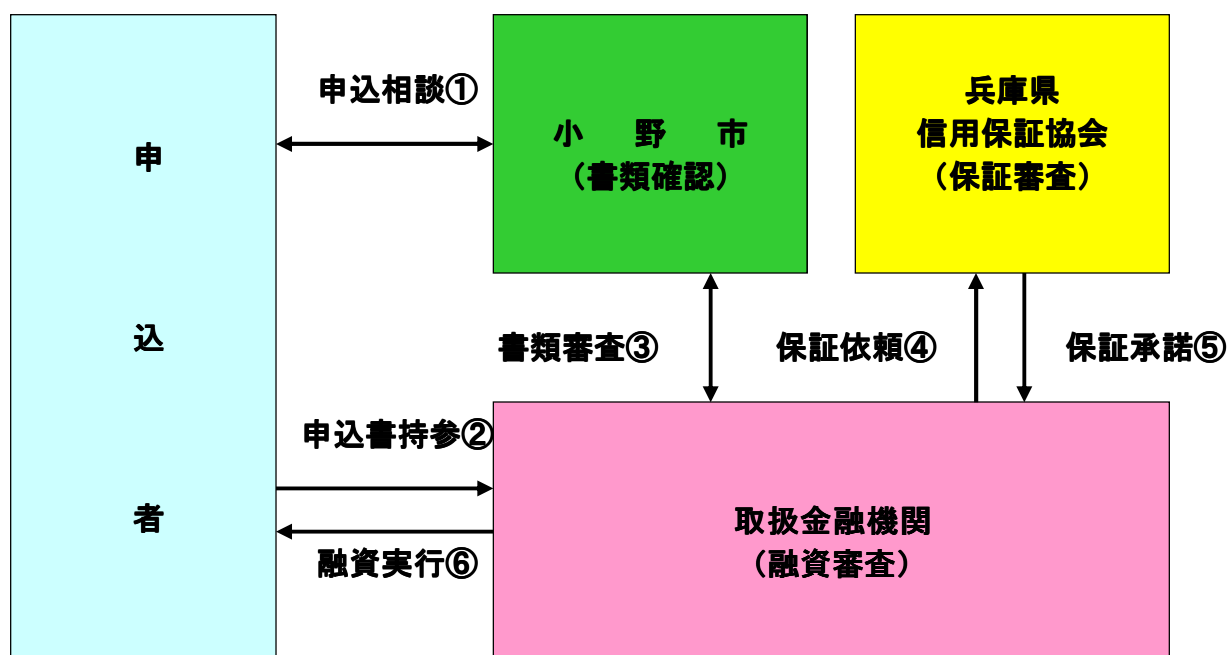 申込者
申込相談①
小野市
(書類確認)
兵庫県
信用保証協会
(保証審査)
書類審査③
保証依頼④
保証承諾⑤
申込書持参②
融資実行⑥
取扱金融機関
(融資審査)